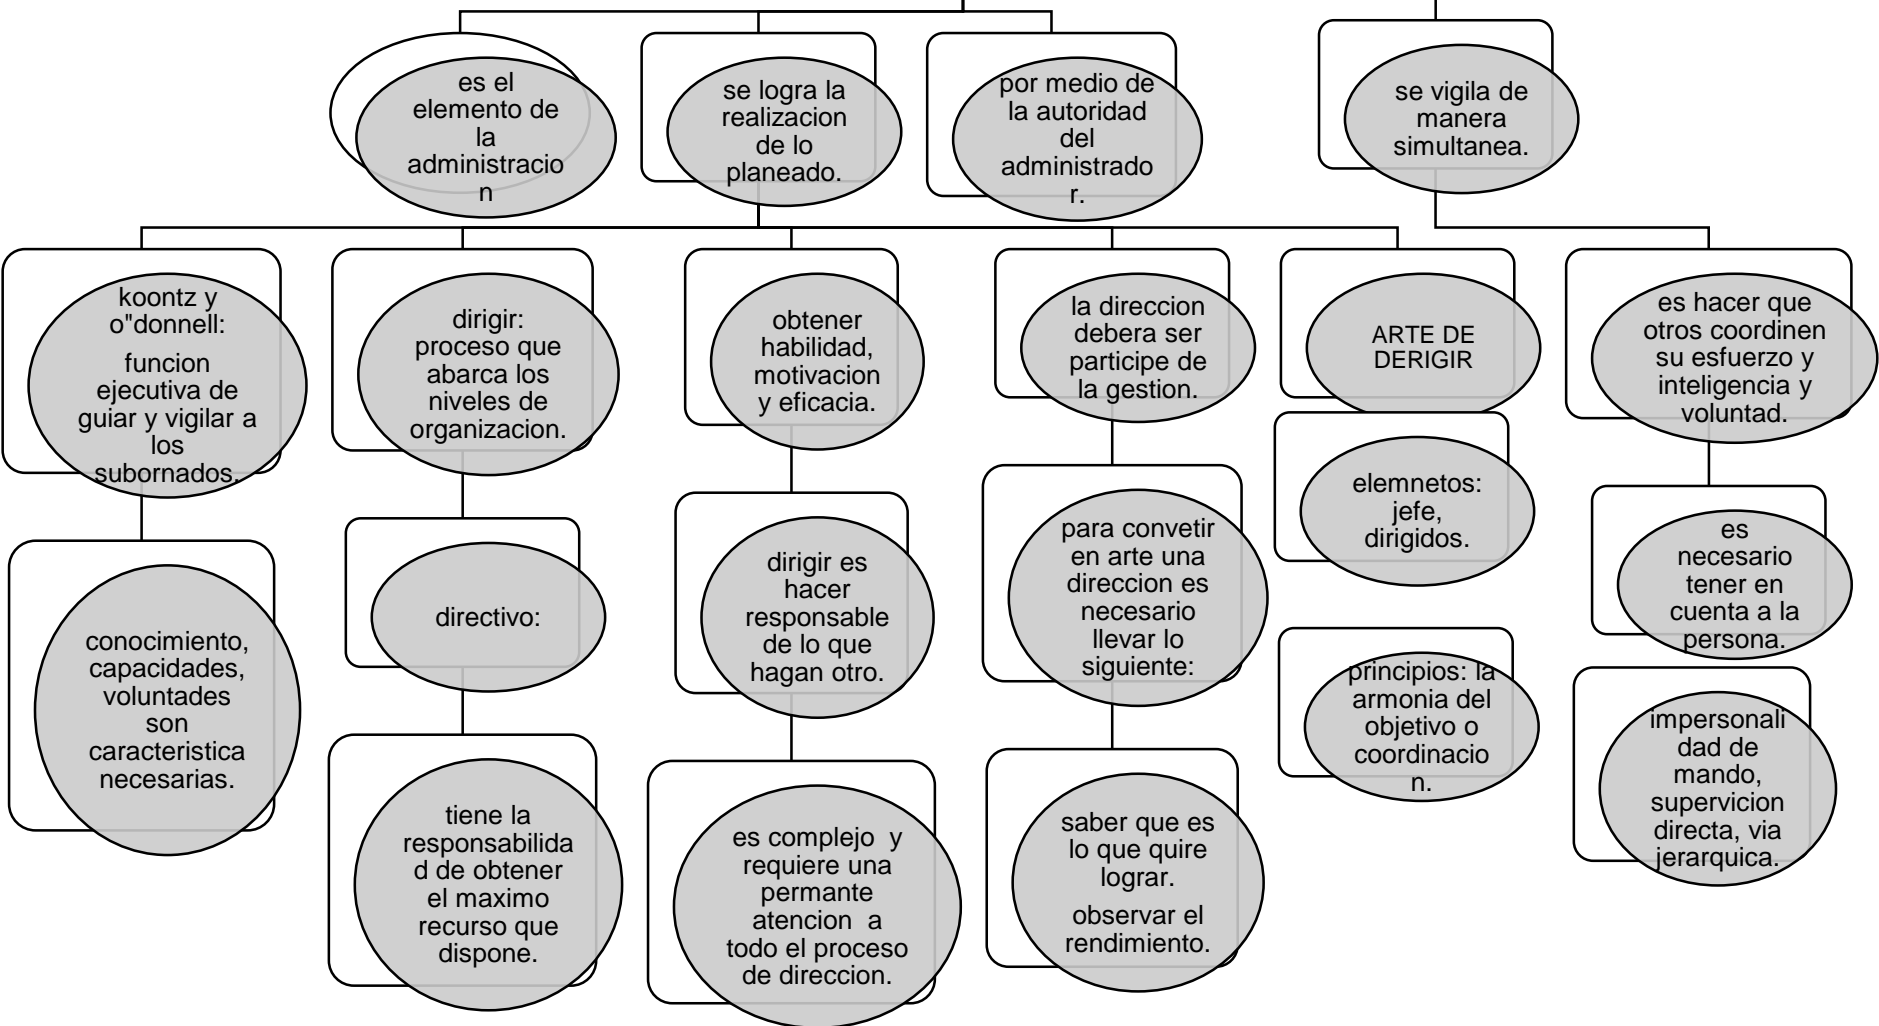 es el
elemento de
la
administracio
n
se logra la
realizacion
de lo
planeado.
por medio de
la autoridad
del
administrado
r.
se vigila de
manera
simultanea.
koontz y
o"donnell:
funcion
ejecutiva de
guiar y vigilar a
los
subornados.
dirigir:
proceso que
abarca los
niveles de
organizacion.
obtener
habilidad,
motivacion
y eficacia.
la direccion
debera ser
participe de
la gestion.
ARTE DE
DERIGIR
es hacer que
otros coordinen
su esfuerzo y
inteligencia y
voluntad.
conocimiento,
capacidades,
voluntades
son
caracteristica
necesarias.
directivo:
dirigir es
hacer
responsable
de lo que
hagan otro.
para convetir
en arte una
direccion es
necesario
llevar lo
siguiente:
elemnetos:
jefe,
dirigidos.
es
necesario
tener en
cuenta a la
persona.
tiene la
responsabilida
d de obtener
el maximo
recurso que
dispone.
es complejo y
requiere una
permante
atencion a
todo el proceso
de direccion.
saber que es
lo que quire
lograr.
observar el
rendimiento.
principios: la
armonia del
objetivo o
coordinacio
n.
impersonali
dad de
mando,
supervicion
directa, via
jerarquica.